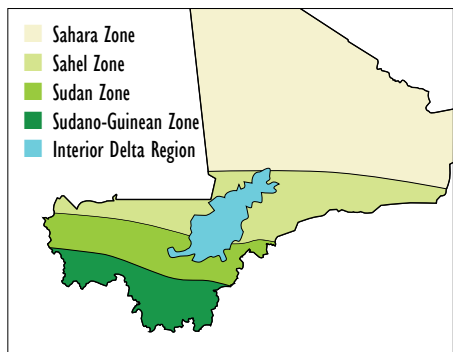 Sahara Zone
Sahel Zone
Sudan Zone
Sudano-Guinean Zone
Interior Delta Region